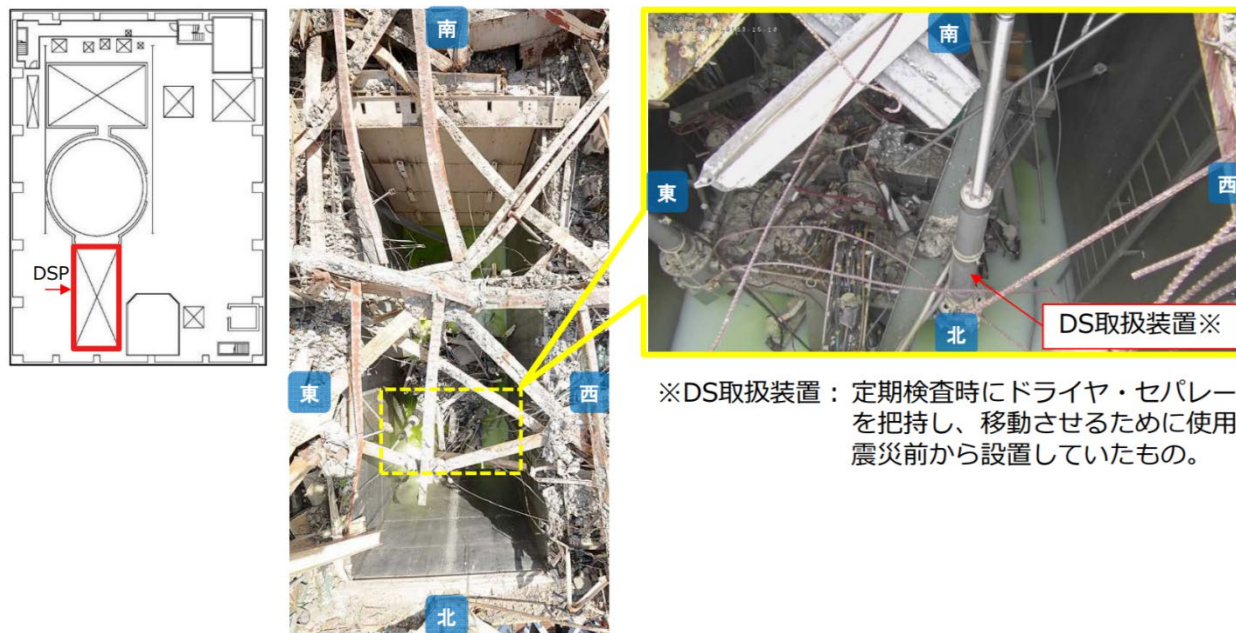 DSP
南
東
西
北
南
東
西
北
DS取扱装置※
※DS取扱装置：定期検査時にドライヤ・セパレー
を把持し、移動させるために使用
震災前から設置していたもの。